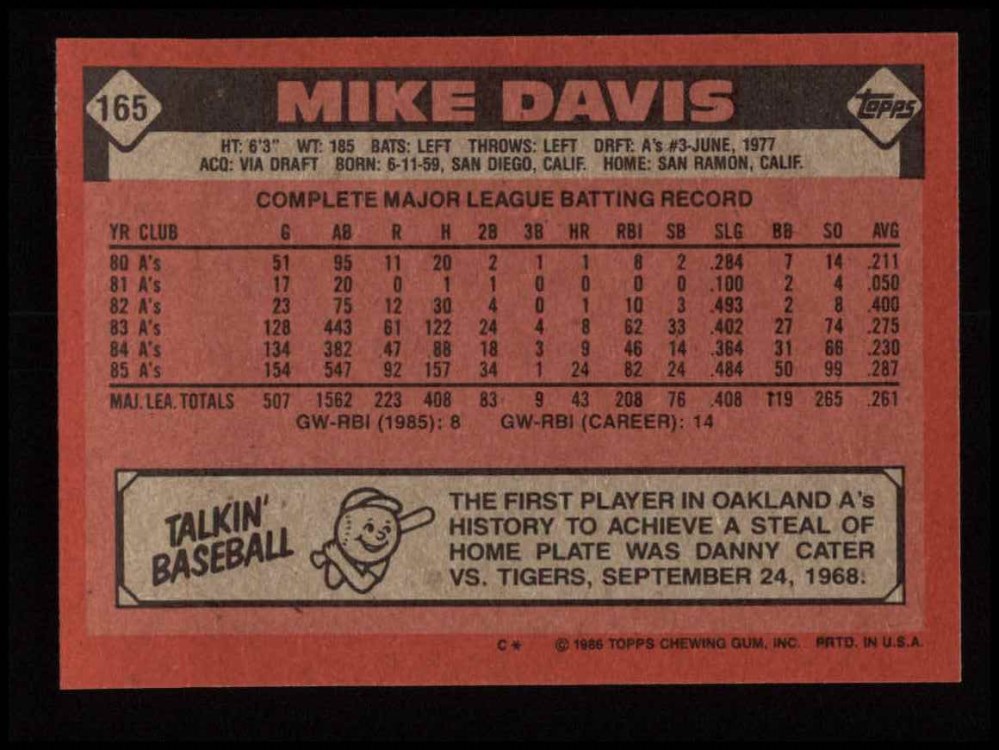 165
MIKE DAVIS
Topps
HT: 6'3" WT: 185 BATS: LEFT THROWS: LEFT DRFT: A's #3-JUNE, 1977
ACQ: VIA DRAFT BORN: 6-11-59, SAN DIEGO, CALIF. HOME: SAN RAMON, CALIF.
COMPLETE MAJOR LEAGUE BATTING RECORD
YR CLUB G AB R H 2B 3B HR RBI SB SLG BB SO AVG
80 A's 51 95 11 20 2 1 1 8 2 .284 7 14 .211
81 A's 17 20 0 1 1 0 0 0 0 .100 2 4 .050
82 A's 23 75 12 30 4 0 1 10 3 .493 2 8 .400
83 A's 128 443 61 122 24 4 8 62 33 .402 27 74 .275
84 A's 134 382 47 88 18 3 9 46 14 .364 31 66 .230
85 A's 154 547 92 157 34 1 24 82 24 .484 50 99 .287
MAJ. LEA. TOTALS 507 1562 223 408 83 9 43 208 76 .408 119 265 .261
GW-RBI (1985): 8 GW-RBI (CAREER): 14
TALKIN'
BASEBALL
THE FIRST PLAYER IN OAKLAND A's
HISTORY TO ACHIEVE A STEAL OF
HOME PLATE WAS DANNY CATER
VS. TIGERS, SEPTEMBER 24, 1968.
C* © 1986 TOPPS CHEWING GUM, INC. PRTD. IN U.S.A.